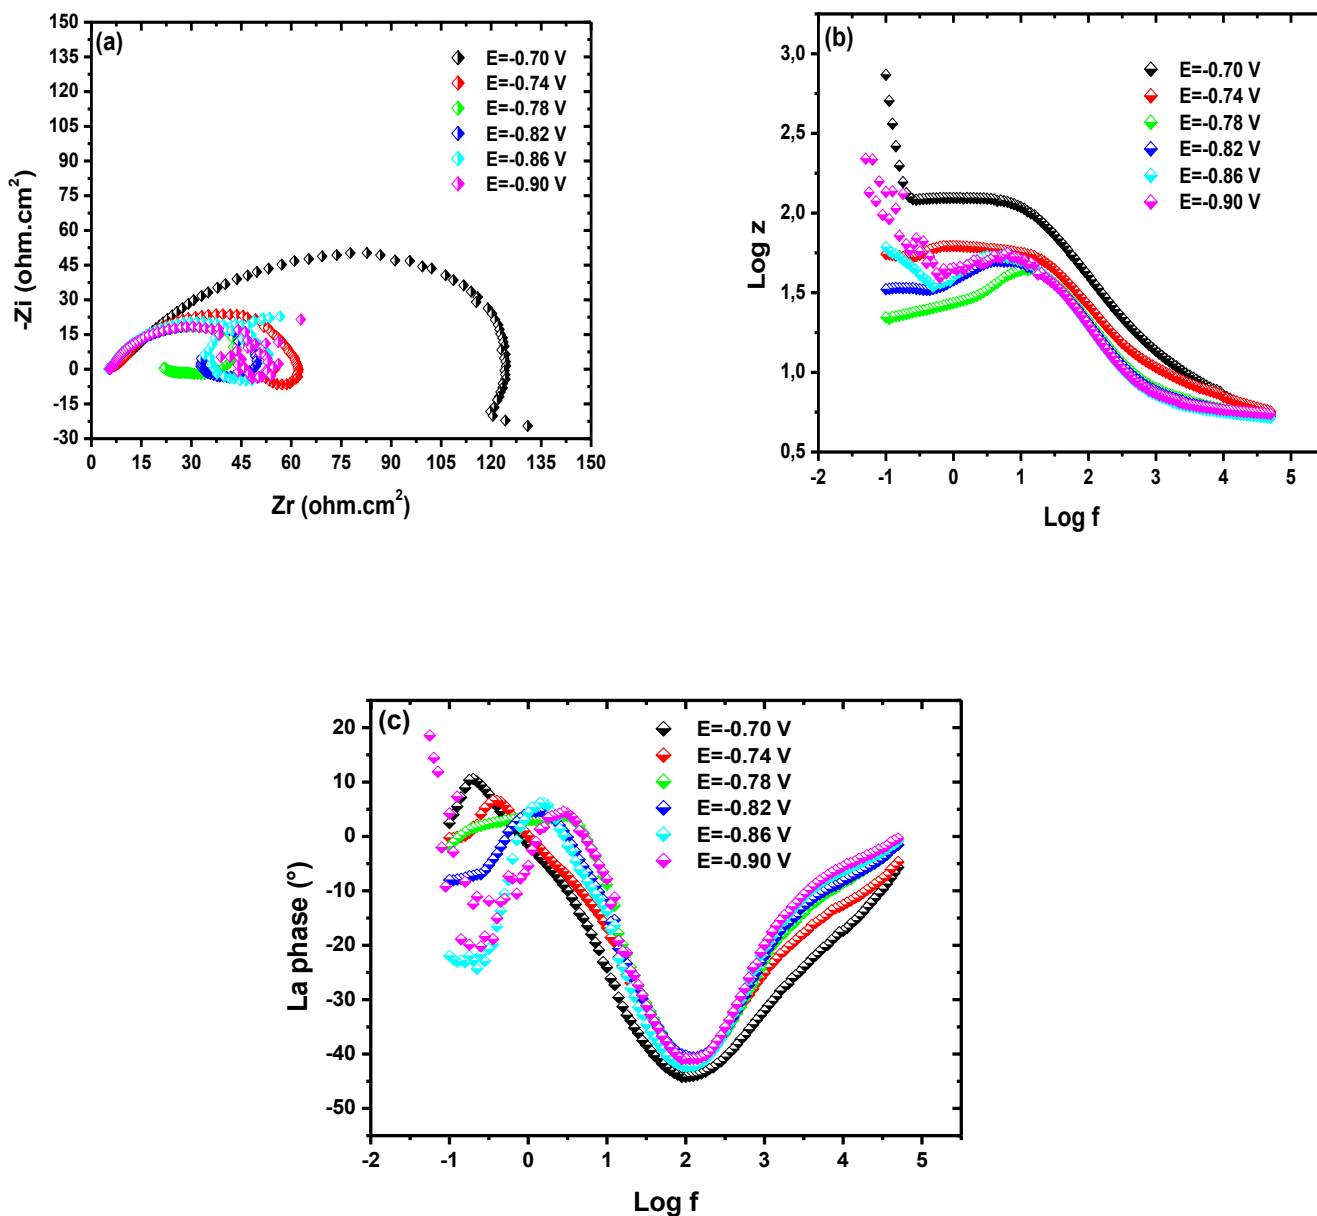 (a)
150
135
120
105
90
75
60
45
30
15
0
-15
-30
-Zi (ohm.cm²)
E=-0.70 V
E=-0.74 V
E=-0.78 V
E=-0.82 V
E=-0.86 V
E=-0.90 V
0 15 30 45 60 75 90 105 120 135 150
Zr (ohm.cm²)
(b)
3,0
2,5
2,0
1,5
1,0
0,5
Log z
E=-0.70 V
E=-0.74 V
E=-0.78 V
E=-0.82 V
E=-0.86 V
E=-0.90 V
-2 -1 0 1 2 3 4 5
Log f
(c)
20
10
0
-10
-20
-30
-40
-50
La phase (°)
E=-0.70 V
E=-0.74 V
E=-0.78 V
E=-0.82 V
E=-0.86 V
E=-0.90 V
-2 -1 0 1 2 3 4 5
Log f